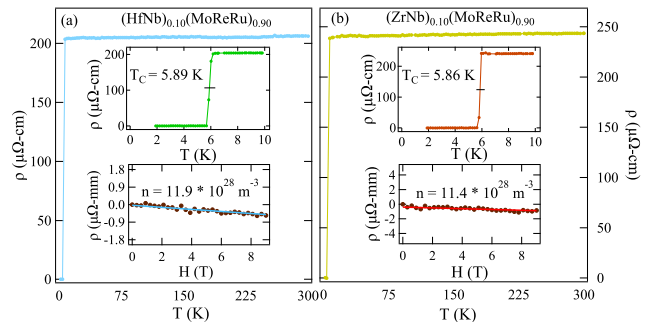 (a) (HfNb)0.10(MoReRu)0.90
ρ (μΩ-cm)
200
150
100
50
0
0 75 150 225 300
T (K)
TC = 5.89 K
ρ (μΩ-cm)
200
100
0
0 2 4 6 8 10
T (K)
n = 11.9 * 10^28 m^-3
ρ (μΩ-mm)
1.8
0.9
0.0
-0.9
-1.8
0 2 4 6 8
H (T)
(b) (ZrNb)0.10(MoReRu)0.90
ρ (μΩ-cm)
250
200
150
100
50
0
0 75 150 225 300
T (K)
TC = 5.86 K
ρ (μΩ-cm)
200
100
0
0 2 4 6 8 10
T (K)
n = 11.4 * 10^28 m^-3
ρ (μΩ-mm)
4
2
0
-2
-4
0 2 4 6 8
H (T)